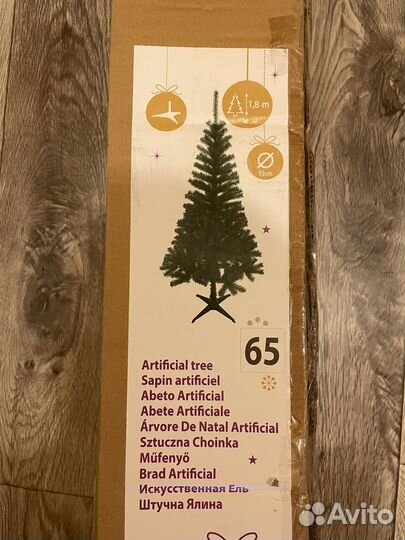 1,8 m
93cm
65
Artificial tree
Sapin artificiel
Abeto Artificial
Abete Artificiale
Árvore De Natal Artificial
Sztuczna Choinka
Műfenyő
Brad Artificial
Искусственная Ель
Штучна Ялина
Avito